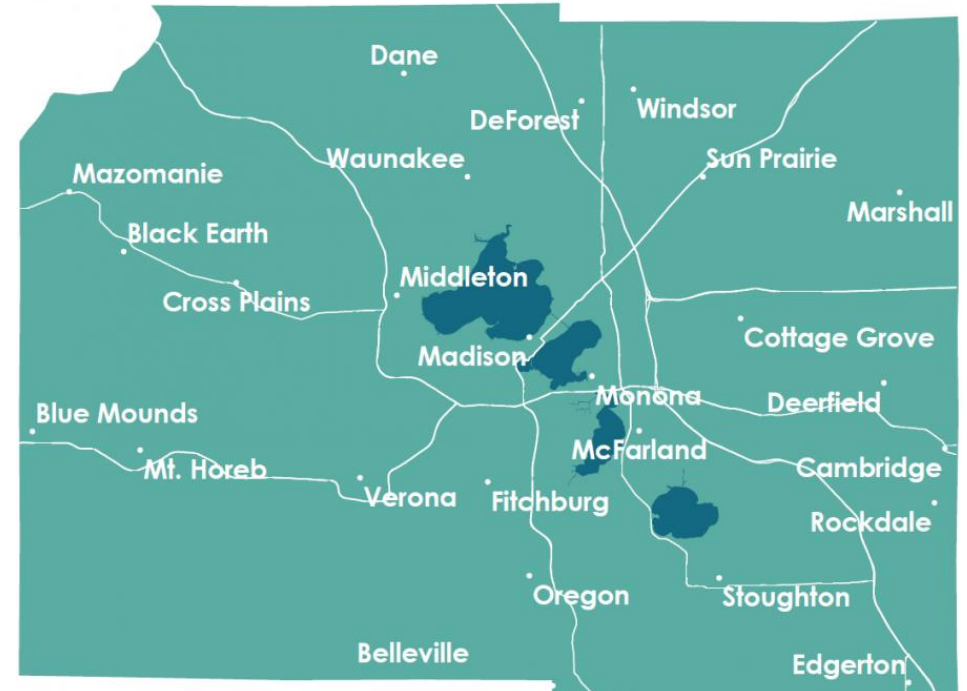 Dane
Windsor
DeForest
Waunakee
Sun Prairie
Mazomanie
Marshall
Black Earth
Middleton
Cross Plains
Cottage Grove
Madison
Monona
Deerfield
Blue Mounds
McFarland
Mt. Horeb
Cambridge
Verona
Fitchburg
Rockdale
Oregon
Stoughton
Belleville
Edgerton